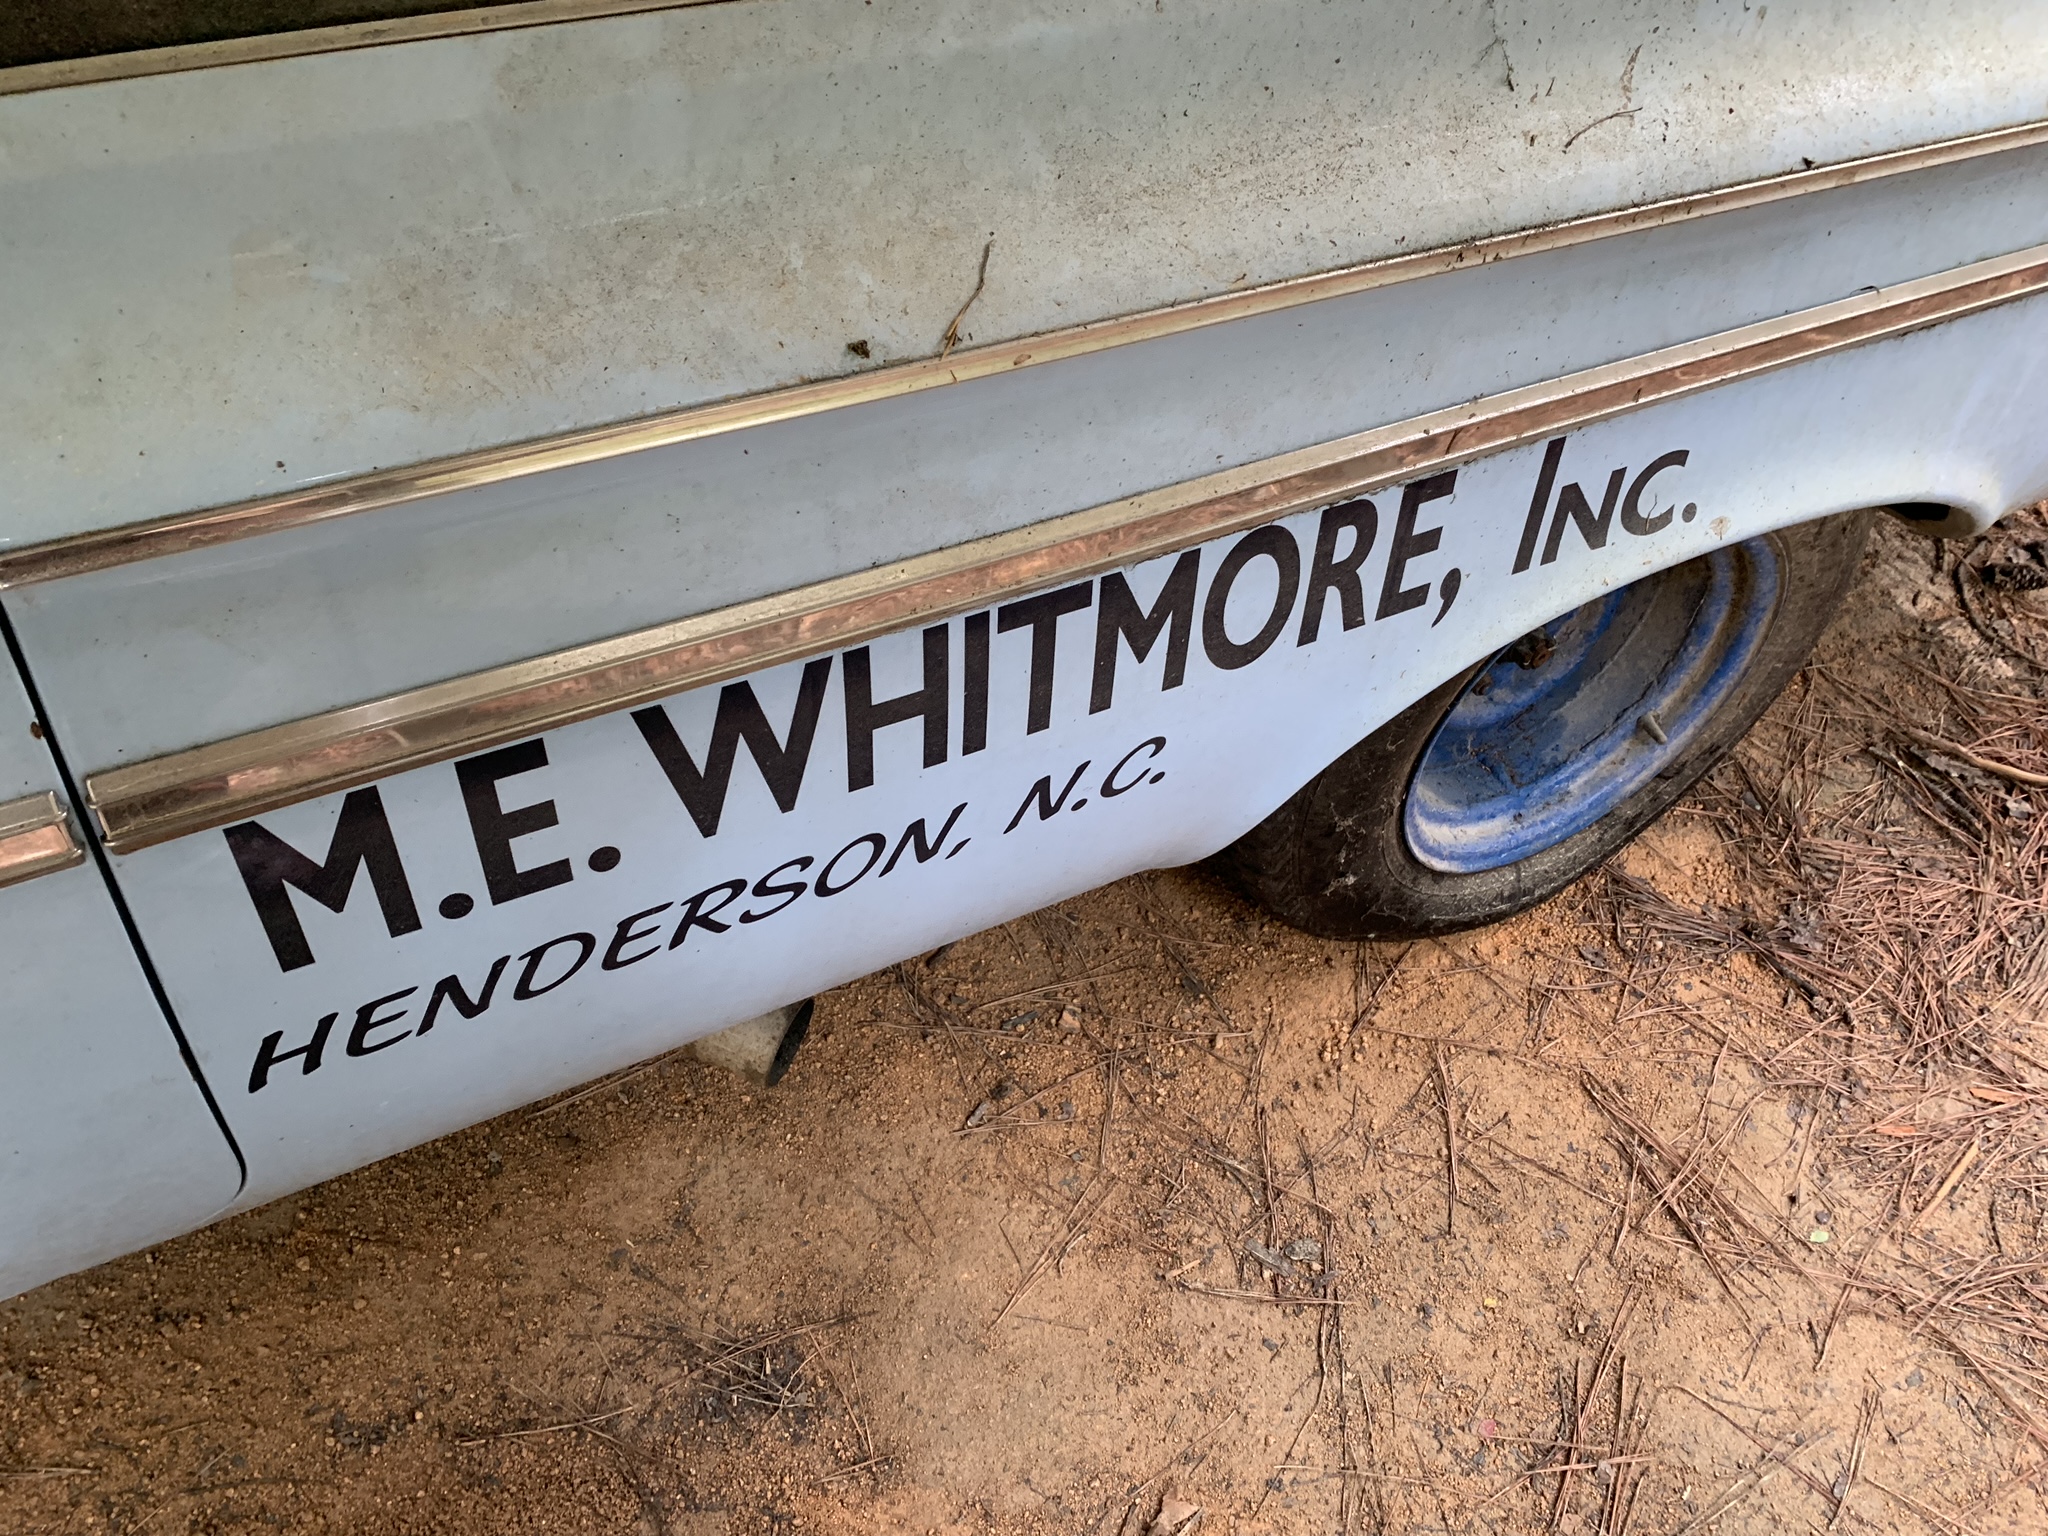 M.E. WHITMORE, INC.
HENDERSON, N.C.